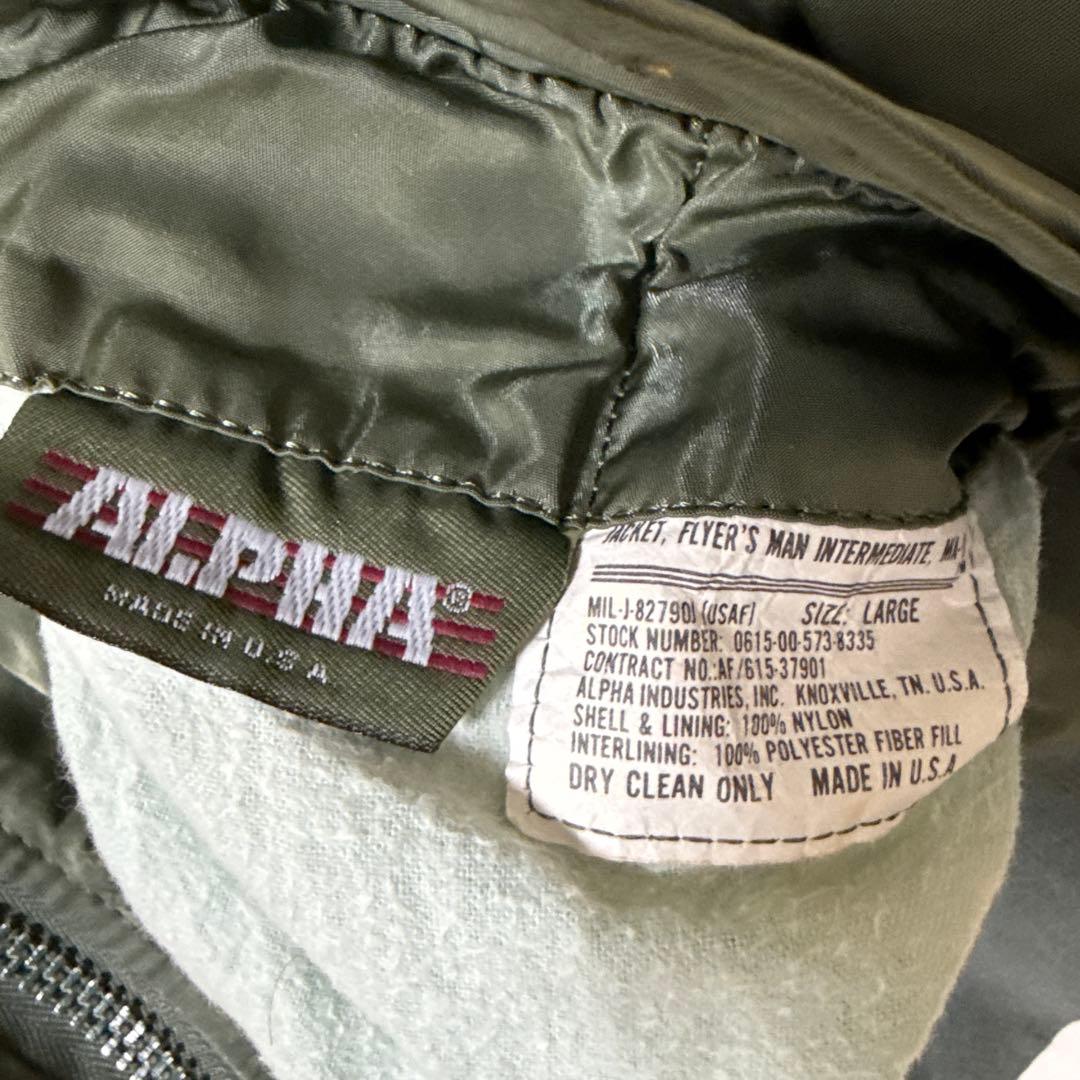 ALPHA®
MADE IN U.S.A
JACKET, FLYER'S MAN INTERMEDIATE, MA-1
MIL-J-8279DJ (USAF) SIZE: LARGE
STOCK NUMBER: 0615-00-573-8335
CONTRACT NO.:AF/615-37901
ALPHA INDUSTRIES, INC. KNOXVILLE, TN. U.S.A.
SHELL & LINING: 100% NYLON
INTERLINING: 100% POLYESTER FIBER FILL
DRY CLEAN ONLY MADE IN U.S.A